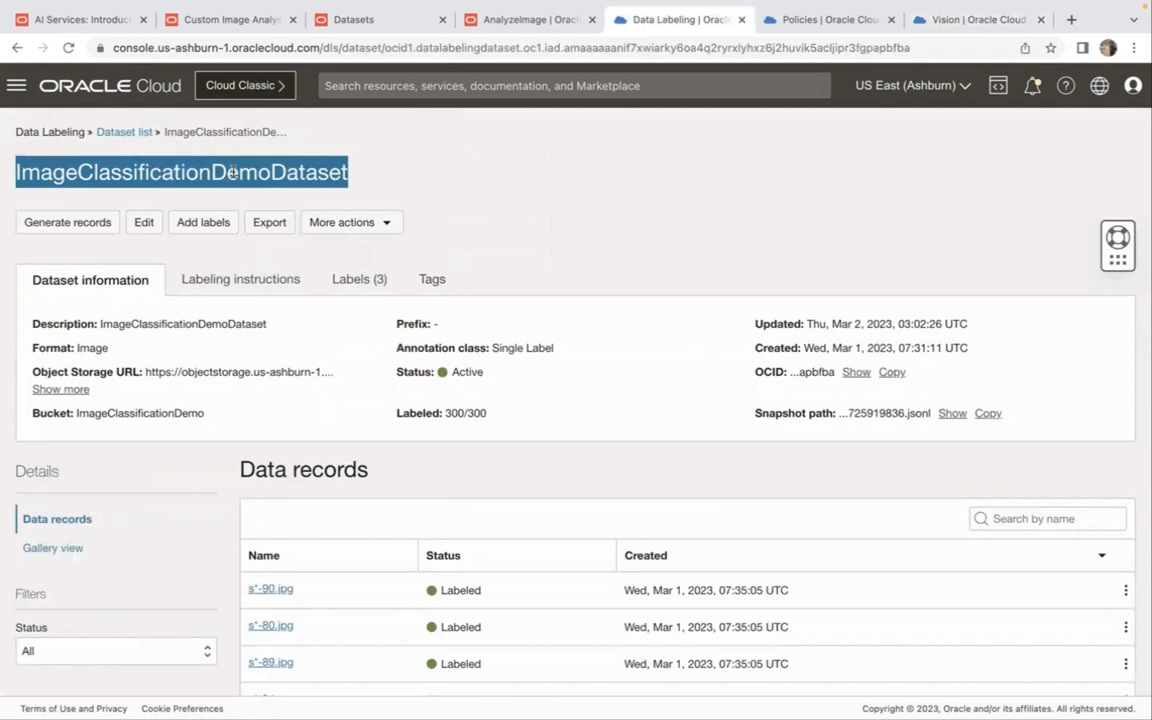 AI Services: Introduct
Custom Image Analys
Datasets
AnalyzeImage | Oracl
Data Labeling | Oracl
Policies | Oracle Clou
Vision | Oracle Cloud
console.us-ashburn-1.oraclecloud.com/dls/dataset/ocid1.datalabelingdataset.oc1.iad.amaaaaaanif7xwiarky6oa4q2ryrxlyhxz6j2huvik5acljipr3fgpapbfba
ORACLE Cloud
Cloud Classic
Search resources, services, documentation, and Marketplace
US East (Ashburn)
Data Labeling » Dataset list » ImageClassificationDe...
ImageClassificationDemoDataset
Generate records Edit Add labels Export More actions
Dataset information Labeling instructions Labels (3) Tags
Description: ImageClassificationDemoDataset Prefix: - Updated: Thu, Mar 2, 2023, 03:02:26 UTC
Format: Image Annotation class: Single Label Created: Wed, Mar 1, 2023, 07:31:11 UTC
Object Storage URL: https://objectstorage.us-ashburn-1.... Status: Active OCID: ...apbfba Show Copy
Show more
Bucket: ImageClassificationDemo Labeled: 300/300 Snapshot path: ...725919836.jsonl Show Copy
Details
Data records
Gallery view
Filters
Status
All
Data records
Search by name
Name Status Created
s*-90.jpg Labeled Wed, Mar 1, 2023, 07:35:05 UTC
s*-80.jpg Labeled Wed, Mar 1, 2023, 07:35:05 UTC
s*-89.jpg Labeled Wed, Mar 1, 2023, 07:35:05 UTC
Terms of Use and Privacy Cookie Preferences Copyright © 2023, Oracle and/or its affiliates. All rights reserved.